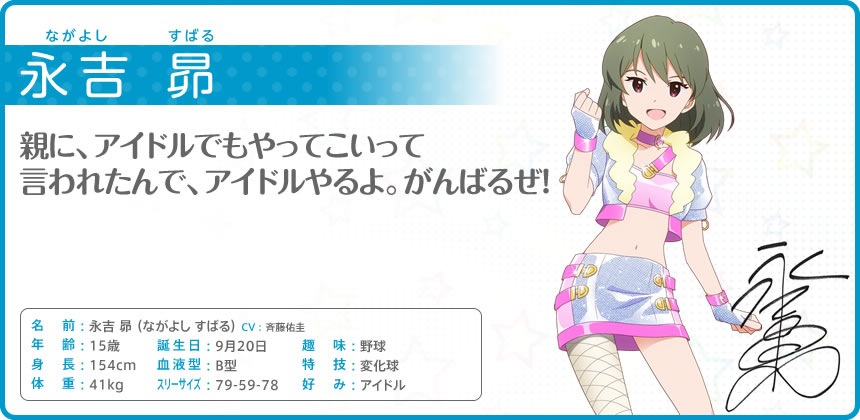 ながよし すばる
永吉 昴
親に、アイドルでもやってこいって
言われたんで、アイドルやるよ。がんばるぜ!
名 前：永吉 昴 (ながよし すばる) CV：斉藤佑圭
年 齢：15歳 誕生日：9月20日 趣 味：野球
身 長：154cm 血液型：B型 特 技：変化球
体 重：41kg スリーサイズ：79-59-78 好 み：アイドル
永吉昴